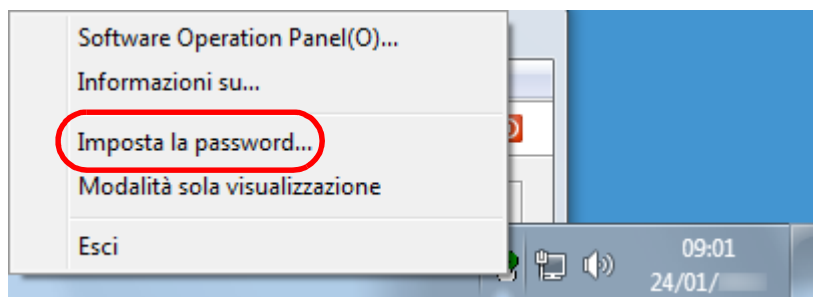 Software Operation Panel(O)...
Informazioni su...
Imposta la password...
Modalità sola visualizzazione
Esci
09:01
24/01/